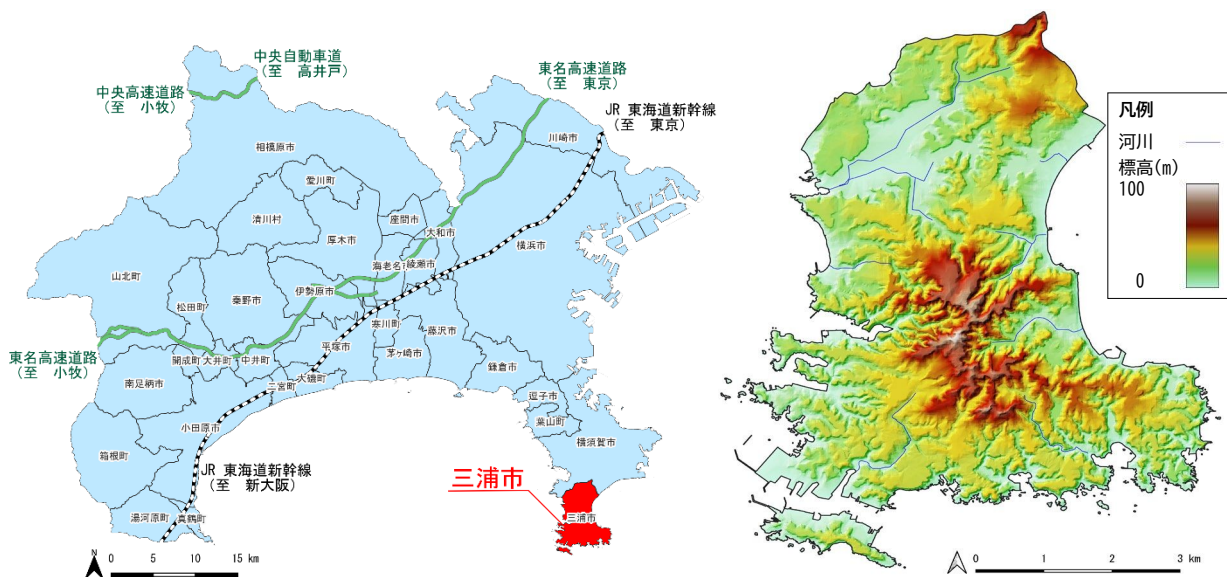 中央自動車道
(至 高井戸)
中央高速道路
(至 小牧)
東名高速道路
(至 東京)
JR 東海道新幹線
(至 東京)
川崎市
相模原市
愛川町
清川村
座間市
厚木市
大和市
横浜市
海老名市
綾瀬市
山北町
伊勢原市
秦野市
松田町
寒川町
藤沢市
平塚市
茅ヶ崎市
鎌倉市
東名高速道路
(至 小牧)
開成町
大井町
中井町
大磯町
二宮町
南足柄市
逗子市
葉山町
小田原市
横須賀市
箱根町
JR 東海道新幹線
(至 新大阪)
三浦市
三浦市
湯河原町
真鶴町
N
0 5 10 15 km
凡例
河川
標高(m)
100
0
0 1 2 3 km